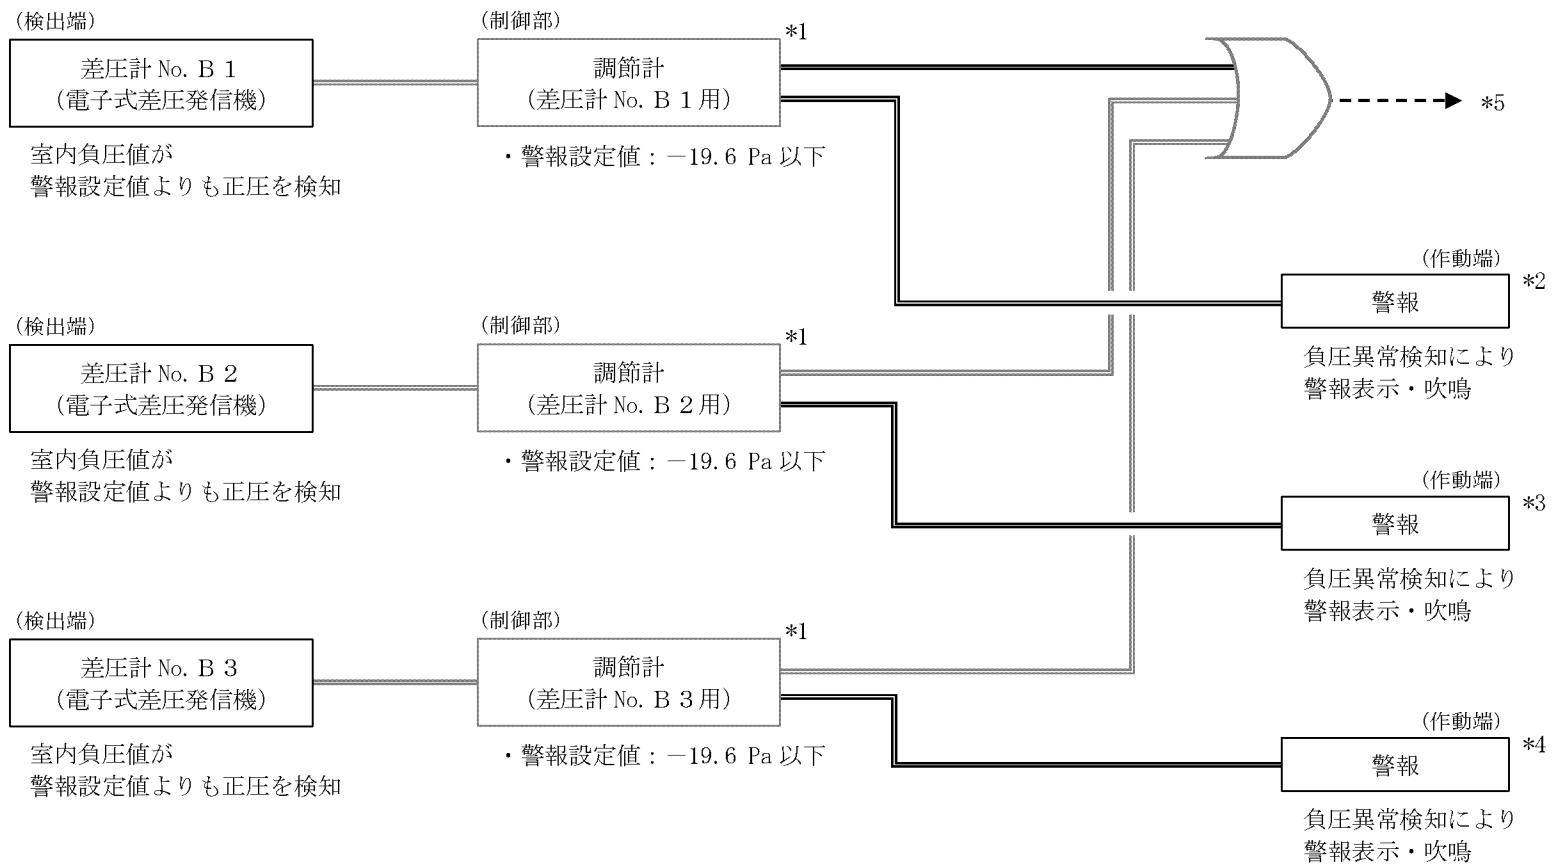 （検出端）
差圧計 No. Ｂ１
（電子式差圧発信機）
室内負圧値が
警報設定値よりも正圧を検知
（制御部）
*1
調節計
（差圧計 No. Ｂ１用）
・警報設定値：－19.6 Pa 以下
*5
（作動端）
*2
警報
負圧異常検知により
警報表示・吹鳴
（検出端）
差圧計 No. Ｂ２
（電子式差圧発信機）
室内負圧値が
警報設定値よりも正圧を検知
（制御部）
*1
調節計
（差圧計 No. Ｂ２用）
・警報設定値：－19.6 Pa 以下
（作動端）
*3
警報
負圧異常検知により
警報表示・吹鳴
（検出端）
差圧計 No. Ｂ３
（電子式差圧発信機）
室内負圧値が
警報設定値よりも正圧を検知
（制御部）
*1
調節計
（差圧計 No. Ｂ３用）
・警報設定値：－19.6 Pa 以下
（作動端）
*4
警報
負圧異常検知により
警報表示・吹鳴